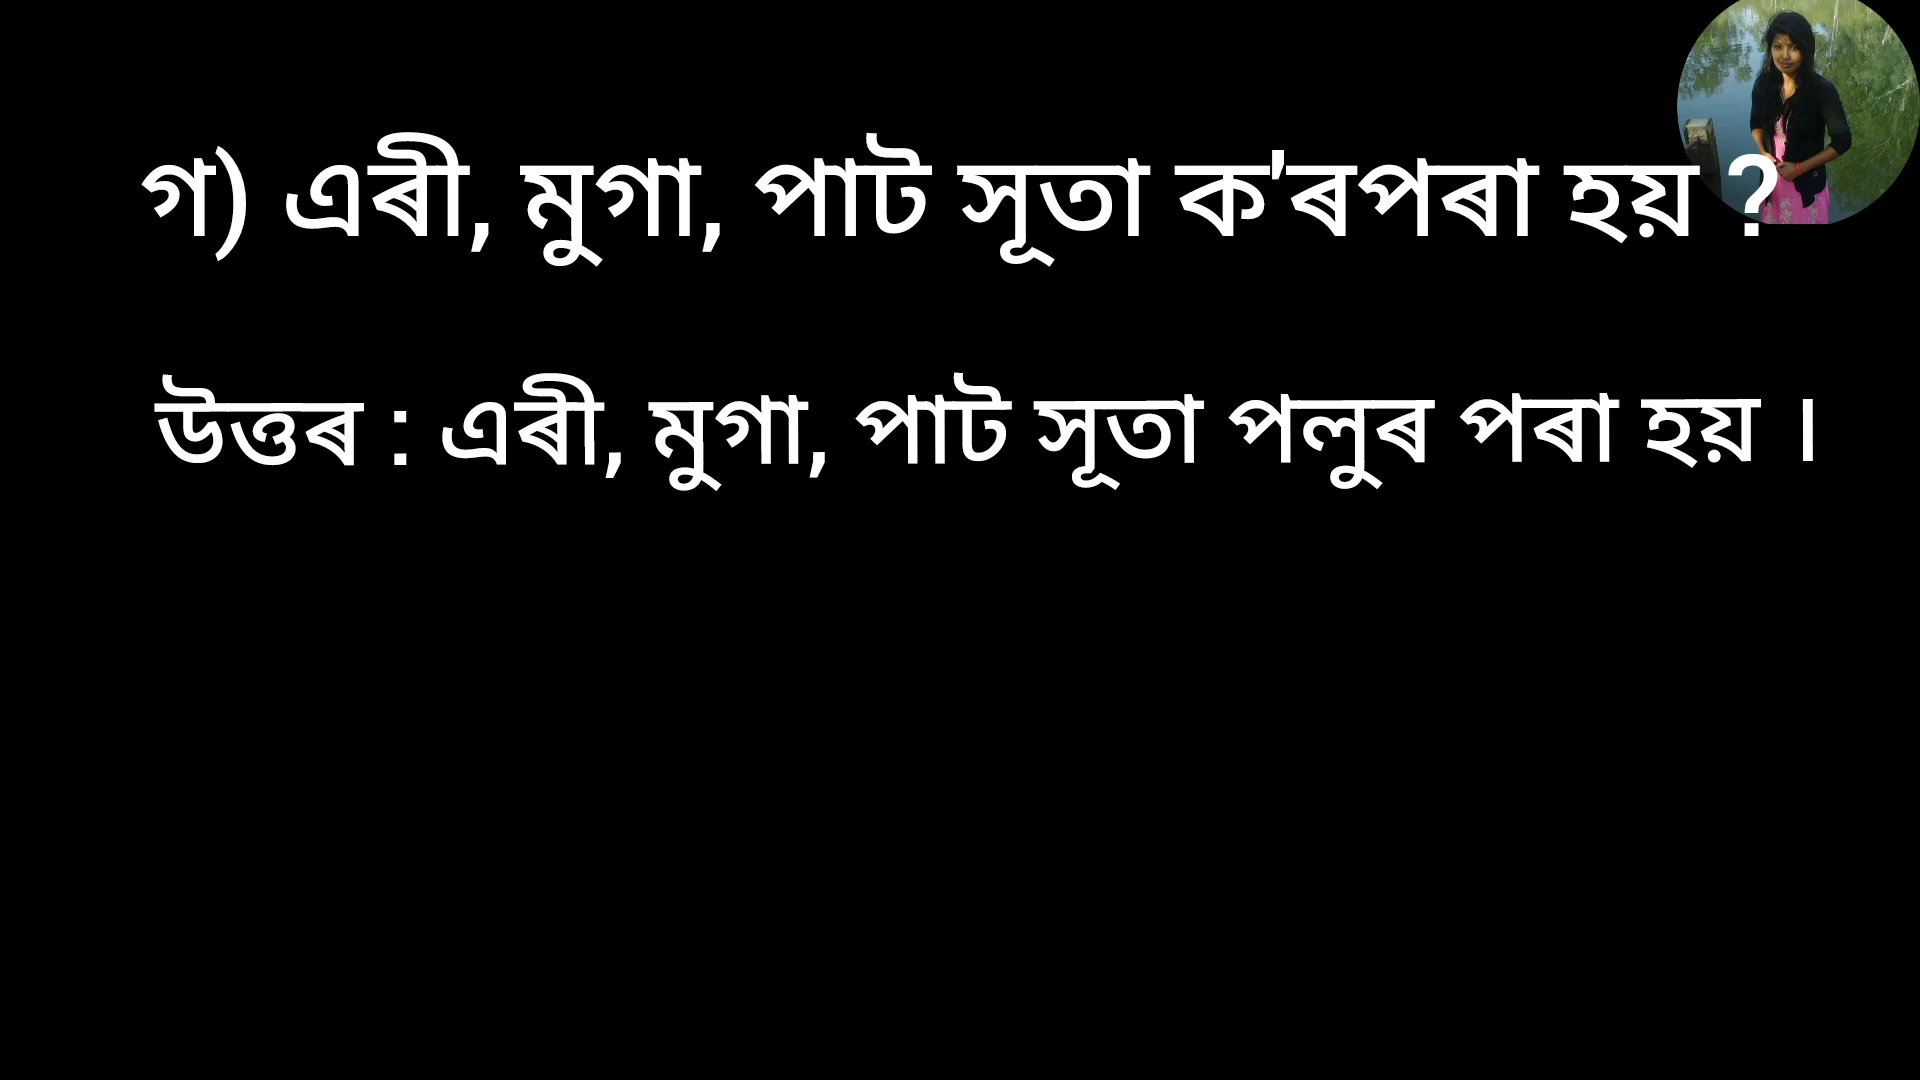 গ) এৰী, মুগা, পাট সূতা ক'ৰপৰা হয় ?
উত্তৰ : এৰী, মুগা, পাট সূতা পলুৰ পৰা হয় ।